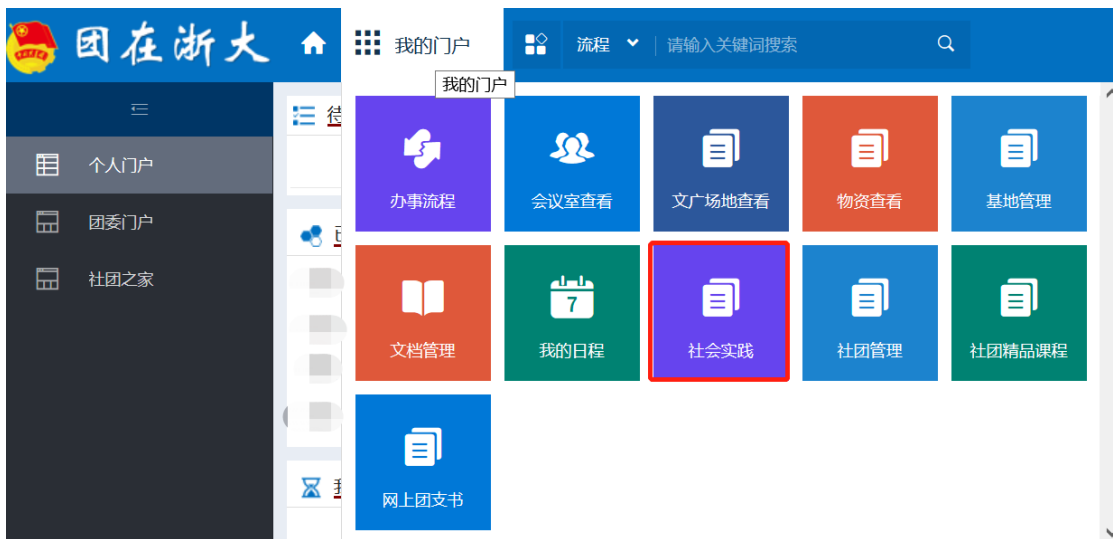 团在浙大
我的门户
流程
请输入关键词搜索
我的门户
个人门户
团委门户
社团之家
待
办事流程
会议室查看
文广场地查看
物资查看
基地管理
文档管理
7
我的日程
社会实践
社团管理
社团精品课程
网上团支书